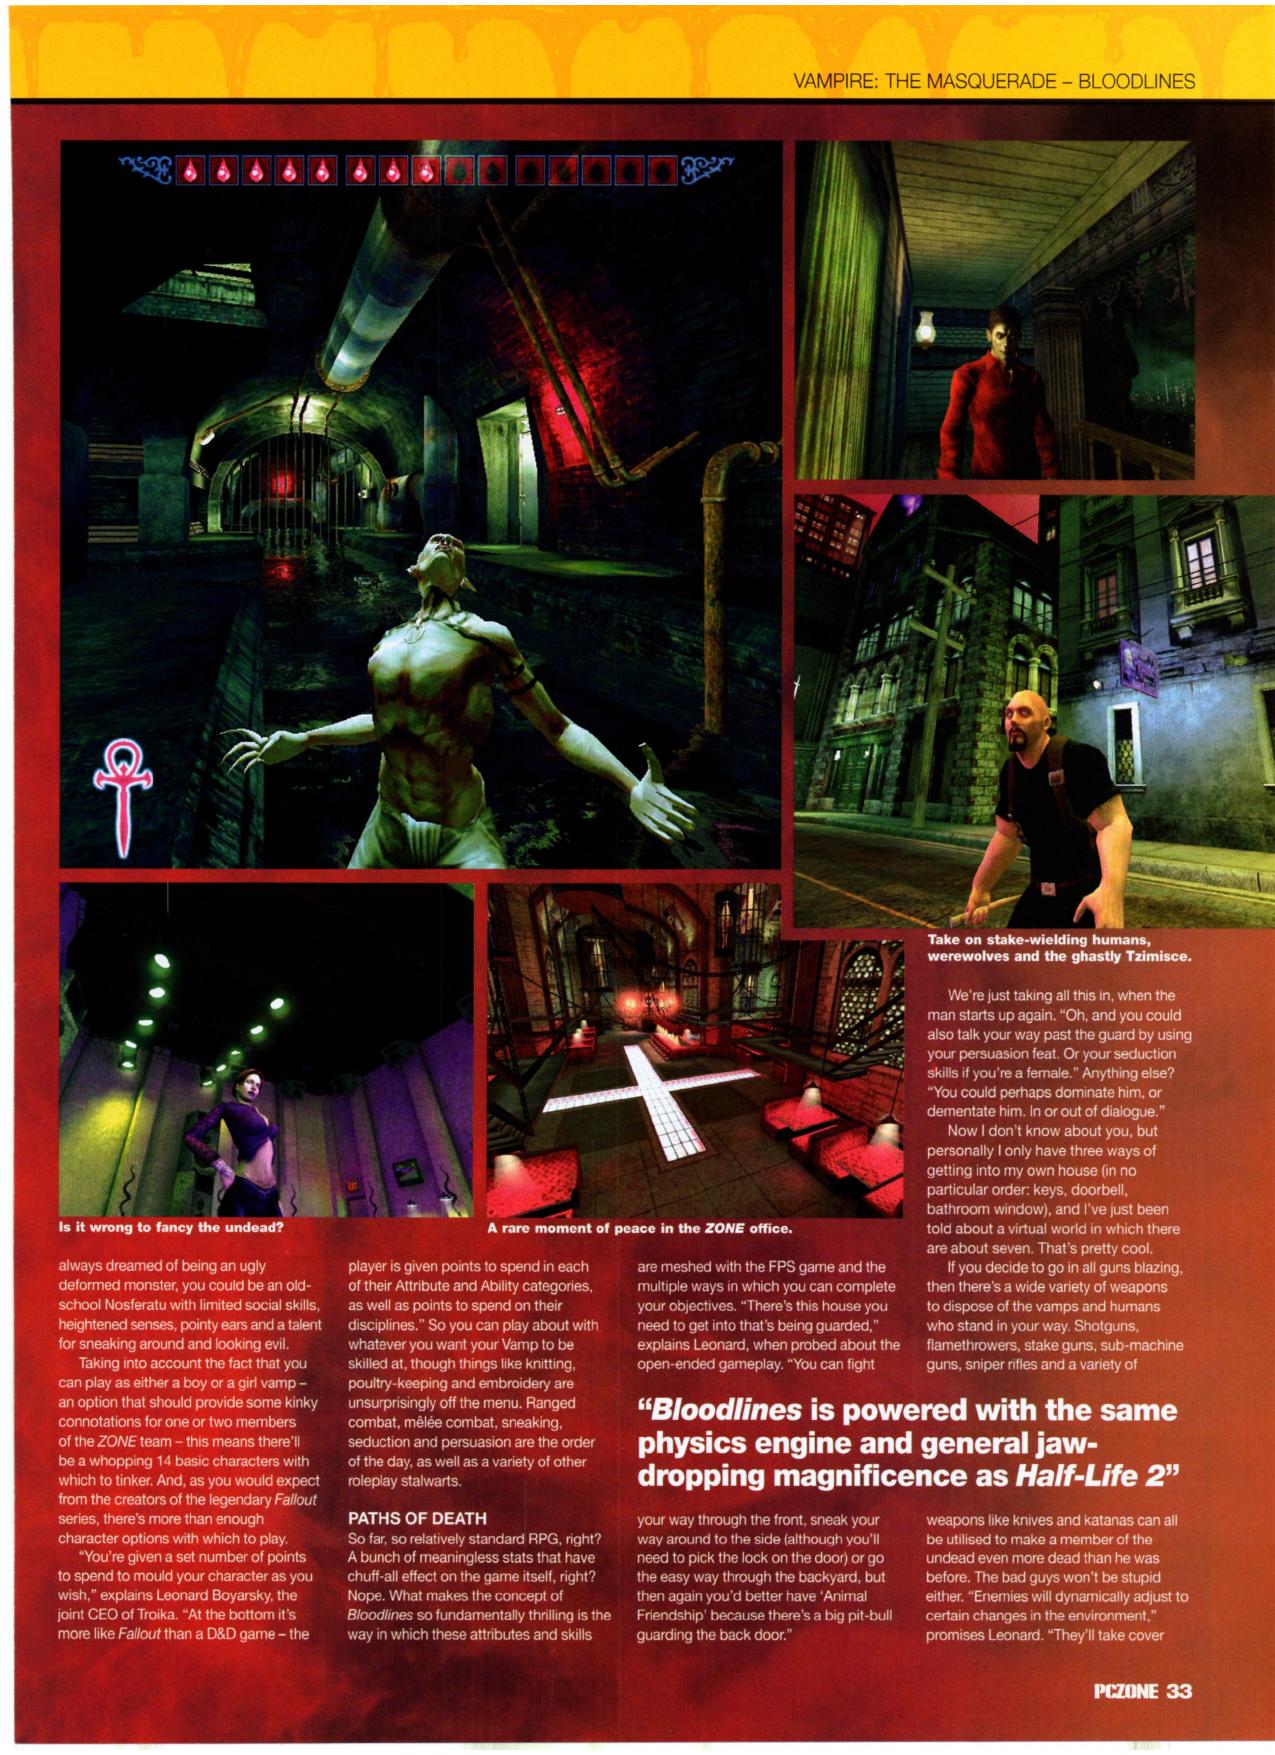 VAMPIRE: THE MASQUERADE – BLOODLINES
Take on stake-wielding humans,
werewolves and the ghastly Tzimisce.
Is it wrong to fancy the undead?
A rare moment of peace in the ZONE office.
always dreamed of being an ugly
deformed monster, you could be an old-
school Nosferatu with limited social skills,
heightened senses, pointy ears and a talent
for sneaking around and looking evil.
Taking into account the fact that you
can play as either a boy or a girl vamp –
an option that should provide some kinky
connotations for one or two members
of the ZONE team – this means there'll
be a whopping 14 basic characters with
which to tinker. And, as you would expect
from the creators of the legendary Fallout
series, there's more than enough
character options with which to play.
"You're given a set number of points
to spend to mould your character as you
wish," explains Leonard Boyarsky, the
joint CEO of Troika. "At the bottom it's
more like Fallout than a D&D game – the
player is given points to spend in each
of their Attribute and Ability categories,
as well as points to spend on their
disciplines." So you can play about with
whatever you want your Vamp to be
skilled at, though things like knitting,
poultry-keeping and embroidery are
unsurprisingly off the menu. Ranged
combat, mêlée combat, sneaking,
seduction and persuasion are the order
of the day, as well as a variety of other
roleplay stalwarts.
PATHS OF DEATH
So far, so relatively standard RPG, right?
A bunch of meaningless stats that have
chuff-all effect on the game itself, right?
Nope. What makes the concept of
Bloodlines so fundamentally thrilling is the
way in which these attributes and skills
are meshed with the FPS game and the
multiple ways in which you can complete
your objectives. "There's this house you
need to get into that's being guarded,"
explains Leonard, when probed about the
open-ended gameplay. "You can fight
"Bloodlines is powered with the same
physics engine and general jaw-
dropping magnificence as Half-Life 2"
your way through the front, sneak your
way around to the side (although you'll
need to pick the lock on the door) or go
the easy way through the backyard, but
then again you'd better have 'Animal
Friendship' because there's a big pit-bull
guarding the back door."
We're just taking all this in, when the
man starts up again. "Oh, and you could
also talk your way past the guard by using
your persuasion feat. Or your seduction
skills if you're a female." Anything else?
"You could perhaps dominate him, or
dementate him. In or out of dialogue."
Now I don't know about you, but
personally I only have three ways of
getting into my own house (in no
particular order: keys, doorbell,
bathroom window), and I've just been
told about a virtual world in which there
are about seven. That's pretty cool.
If you decide to go in all guns blazing,
then there's a wide variety of weapons
to dispose of the vamps and humans
who stand in your way. Shotguns,
flamethrowers, stake guns, sub-machine
guns, sniper rifles and a variety of
weapons like knives and katanas can all
be utilised to make a member of the
undead even more dead than he was
before. The bad guys won't be stupid
either. "Enemies will dynamically adjust to
certain changes in the environment,"
promises Leonard. "They'll take cover
PCZONE 33